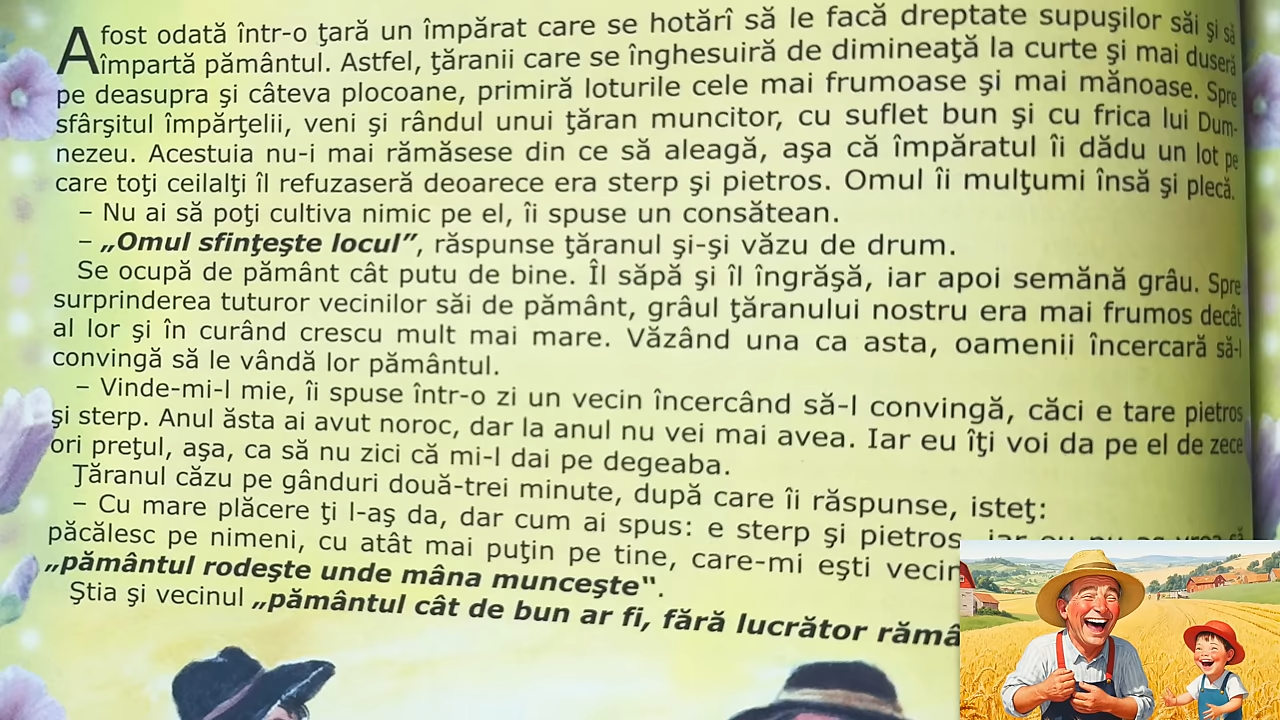 A fost odată într-o ţară un împărat care se hotărî să le facă dreptate supuşilor săi şi să
împartă pământul. Astfel, ţăranii care se înghesuiră de dimineaţă la curte şi mai duseră
pe deasupra şi câteva plocoane, primiră loturile cele mai frumoase şi mai mănoase. Spre
sfârşitul împărţelii, veni şi rândul unui ţăran muncitor, cu suflet bun şi cu frica lui Dum-
nezeu. Acestuia nu-i mai rămăsese din ce să aleagă, aşa că împăratul îi dădu un lot pe
care toţi ceilalţi îl refuzaseră deoarece era sterp şi pietros. Omul îi mulţumi însă şi plecă.
– Nu ai să poţi cultiva nimic pe el, îi spuse un consătean.
– „Omul sfinţeşte locul”, răspunse ţăranul şi-şi văzu de drum.
Se ocupă de pământ cât putu de bine. Îl săpă şi îl îngrăşă, iar apoi semănă grâu. Spre
surprinderea tuturor vecinilor săi de pământ, grâul ţăranului nostru era mai frumos decât
al lor şi în curând crescu mult mai mare. Văzând una ca asta, oamenii încercară să-l
convingă să le vândă lor pământul.
– Vinde-mi-l mie, îi spuse într-o zi un vecin încercând să-l convingă, căci e tare pietros
şi sterp. Anul ăsta ai avut noroc, dar la anul nu vei mai avea. Iar eu îţi voi da pe el de zece
ori preţul, aşa, ca să nu zici că mi-l dai pe degeaba.
Ţăranul căzu pe gânduri două-trei minute, după care îi răspunse, isteţ:
– Cu mare plăcere ţi l-aş da, dar cum ai spus: e sterp şi pietros, iar eu nu
păcălesc pe nimeni, cu atât mai puţin pe tine, care-mi eşti vecin
„pământul rodeşte unde mâna munceşte“.
Ştia şi vecinul „pământul cât de bun ar fi, fără lucrător